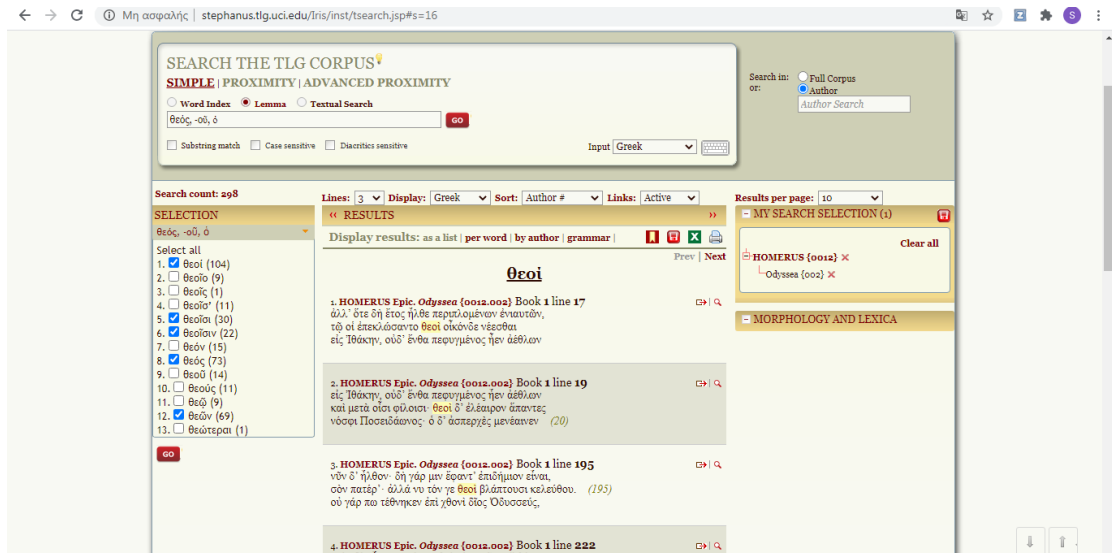 Μη ασφαλής | stephanus.tlg.uci.edu/Iris/inst/tsearch.jsp#s=16
S
SEARCH THE TLG CORPUS
SIMPLE | PROXIMITY | ADVANCED PROXIMITY
Word Index Lemma Textual Search
θεός, -οῦ, ὁ
GO
Substring match Case sensitive Diacritics sensitive
Input Greek
Search in: Full Corpus
or: Author
Author Search
Search count: 298
Lines: 3 Display: Greek Sort: Author # Links: Active
Results per page: 10
SELECTION
θεός, -οῦ, ὁ
Select all
1. θεοί (104)
2. θεοῖο (9)
3. θεοῖς (1)
4. θεοῖσ' (11)
5. θεοῖσι (30)
6. θεοῖσιν (22)
7. θεόν (15)
8. θεός (73)
9. θεοῦ (14)
10. θεούς (11)
11. θεῷ (9)
12. θεῶν (69)
13. θεώτεραι (1)
GO
‹‹ RESULTS ››
Display results: as a list | per word | by author | grammar |
Prev | Next
θεοί
1. HOMERUS Epic. Odyssea {0012.002} Book 1 line 17
ἀλλ' ὅτε δὴ ἔτος ἦλθε περιπλομένων ἐνιαυτῶν,
τῷ οἱ ἐπεκλώσαντο θεοὶ οἶκόνδε νέεσθαι
εἰς Ἰθάκην, οὐδ' ἔνθα πεφυγμένος ἦεν ἀέθλων
2. HOMERUS Epic. Odyssea {0012.002} Book 1 line 19
εἰς Ἰθάκην, οὐδ' ἔνθα πεφυγμένος ἦεν ἀέθλων
καὶ μετὰ οἷσι φίλοισι· θεοὶ δ' ἐλέαιρον ἅπαντες
νόσφι Ποσειδάωνος· ὁ δ' ἀσπερχὲς μενέαινεν (20)
3. HOMERUS Epic. Odyssea {0012.002} Book 1 line 195
νῦν δ' ἦλθον· δὴ γάρ μιν ἔφαντ' ἐπιδήμιον εἶναι,
σὸν πατέρ'· ἀλλά νυ τόν γε θεοὶ βλάπτουσι κελεύθου. (195)
οὐ γάρ πω τέθνηκεν ἐπὶ χθονὶ δῖος Ὀδυσσεύς,
4. HOMERUS Epic. Odyssea {0012.002} Book 1 line 222
MY SEARCH SELECTION (1)
Clear all
HOMERUS {0012}
Odyssea {002}
MORPHOLOGY AND LEXICA